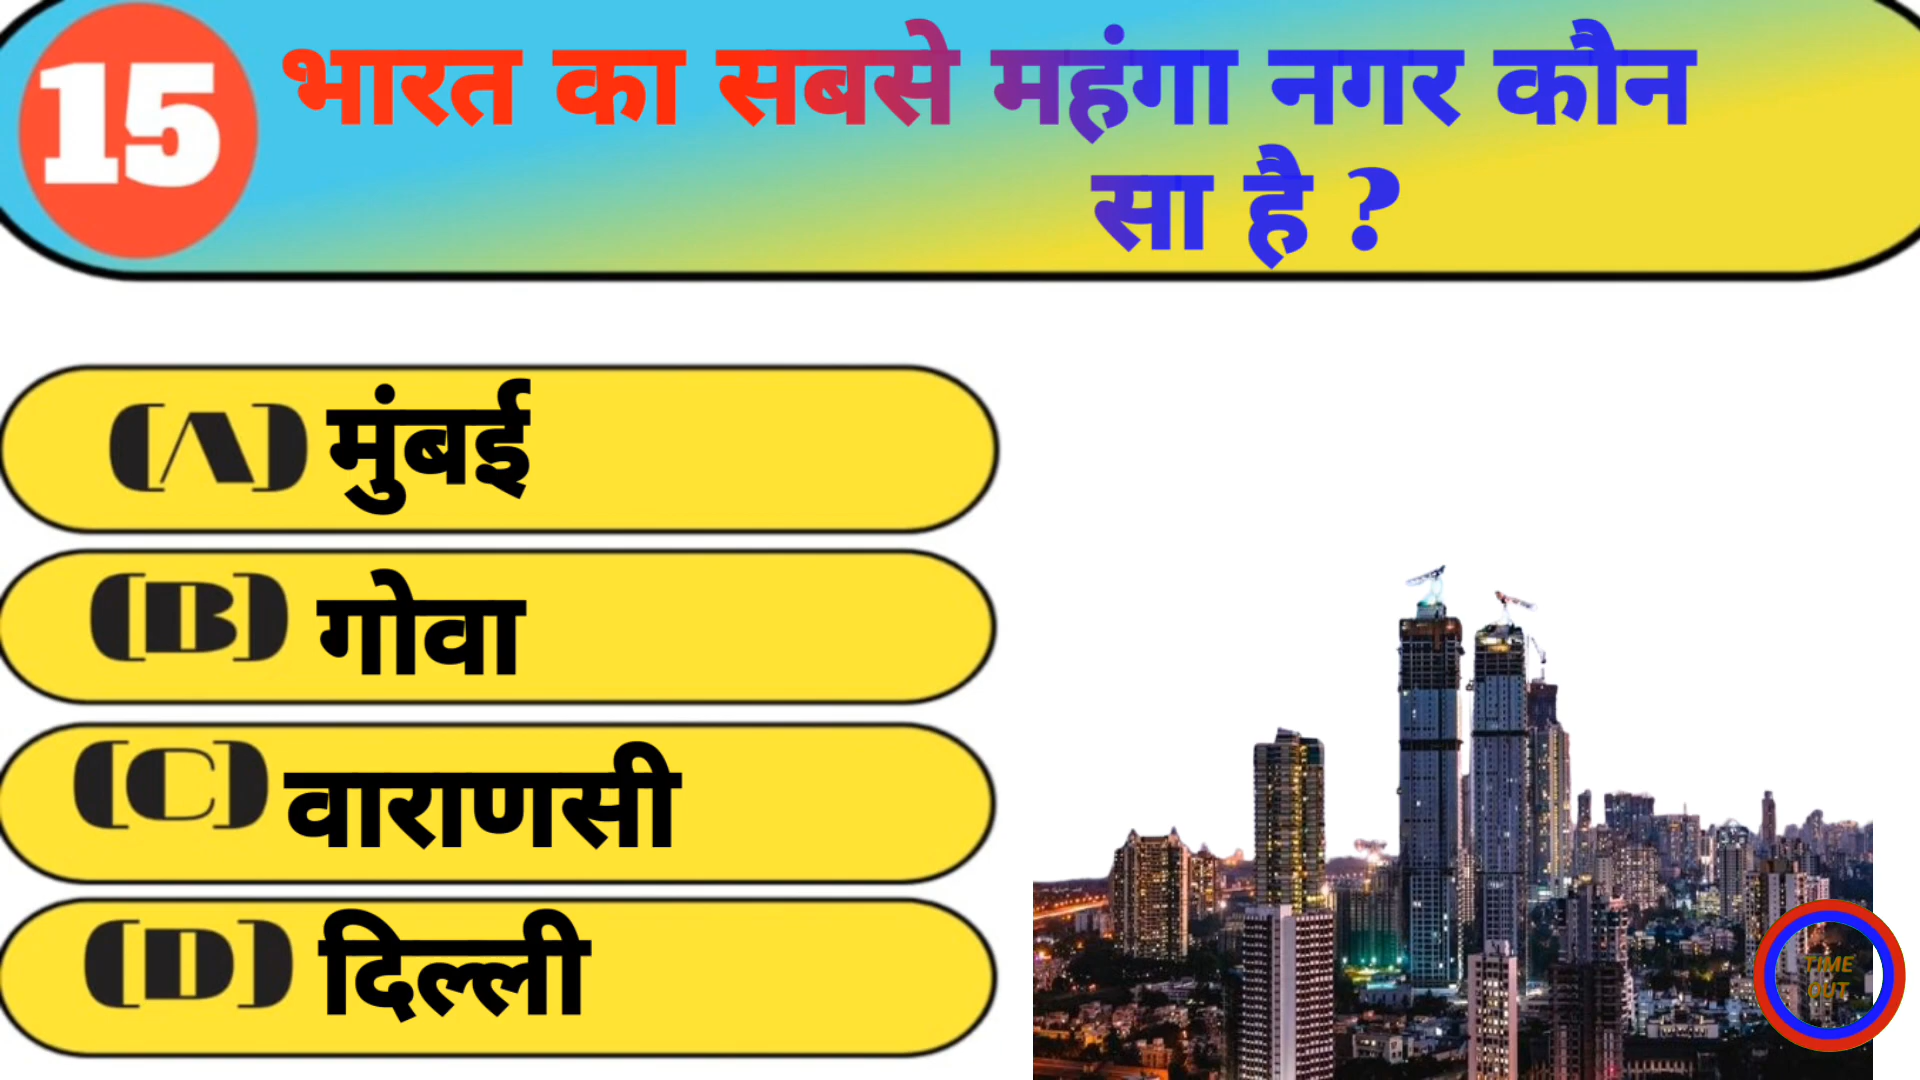 15
भारत का सबसे महंगा नगर कौन
सा है ?
(A) मुंबई
(B) गोवा
(C) वाराणसी
(D) दिल्ली
TIME
OUT